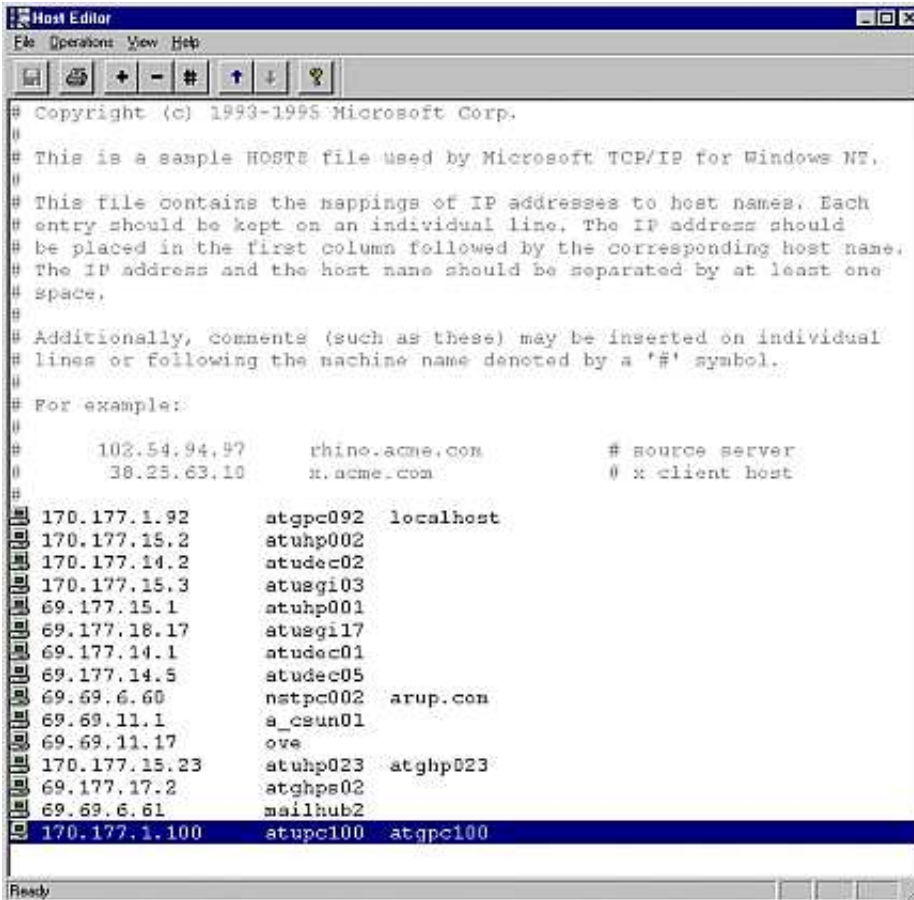 Host Editor
File Operations View Help
# Copyright (c) 1993-1995 Microsoft Corp.
#
# This is a sample HOSTS file used by Microsoft TCP/IP for Windows NT.
#
# This file contains the mappings of IP addresses to host names. Each
# entry should be kept on an individual line. The IP address should
# be placed in the first column followed by the corresponding host name.
# The IP address and the host name should be separated by at least one
# space.
#
# Additionally, comments (such as these) may be inserted on individual
# lines or following the machine name denoted by a '#' symbol.
#
# For example:
#
# 102.54.94.97 rhino.acme.com # source server
# 38.25.63.10 x.acme.com # x client host
#
170.177.1.92 atgpc092 localhost
170.177.15.2 atuhp002
170.177.14.2 atudec02
170.177.15.3 atusgi03
69.177.15.1 atuhp001
69.177.18.17 atusgi17
69.177.14.1 atudec01
69.177.14.5 atudec05
69.69.6.60 nstpc002 arup.com
69.69.11.1 a_csun01
69.69.11.17 ove
170.177.15.23 atuhp023 atghp023
69.177.17.2 atghps02
69.69.6.61 mailhub2
170.177.1.100 atupc100 atgpc100
Ready